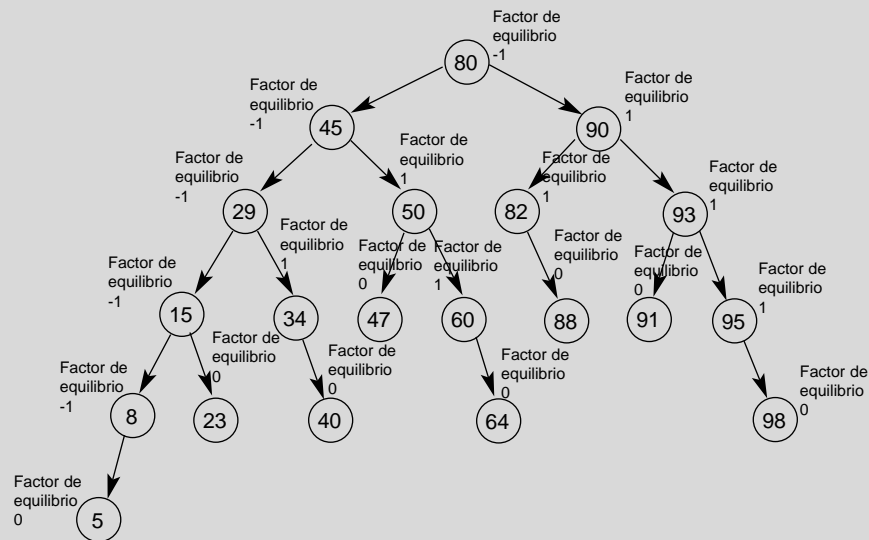 Factor de
equilibrio
-1
80
Factor de
equilibrio
-1
45
Factor de
equilibrio
1
90
Factor de
equilibrio
-1
29
Factor de
equilibrio
1
50
Factor de
equilibrio
1
82
Factor de
equilibrio
1
93
Factor de
equilibrio
-1
15
Factor de
equilibrio
1
34
Factor de
equilibrio
0
47
Factor de
equilibrio
1
60
Factor de
equilibrio
0
88
Factor de
equilibrio
0
91
Factor de
equilibrio
1
95
Factor de
equilibrio
-1
8
Factor de
equilibrio
0
23
Factor de
equilibrio
0
40
Factor de
equilibrio
0
64
Factor de
equilibrio
0
98
Factor de
equilibrio
0
5